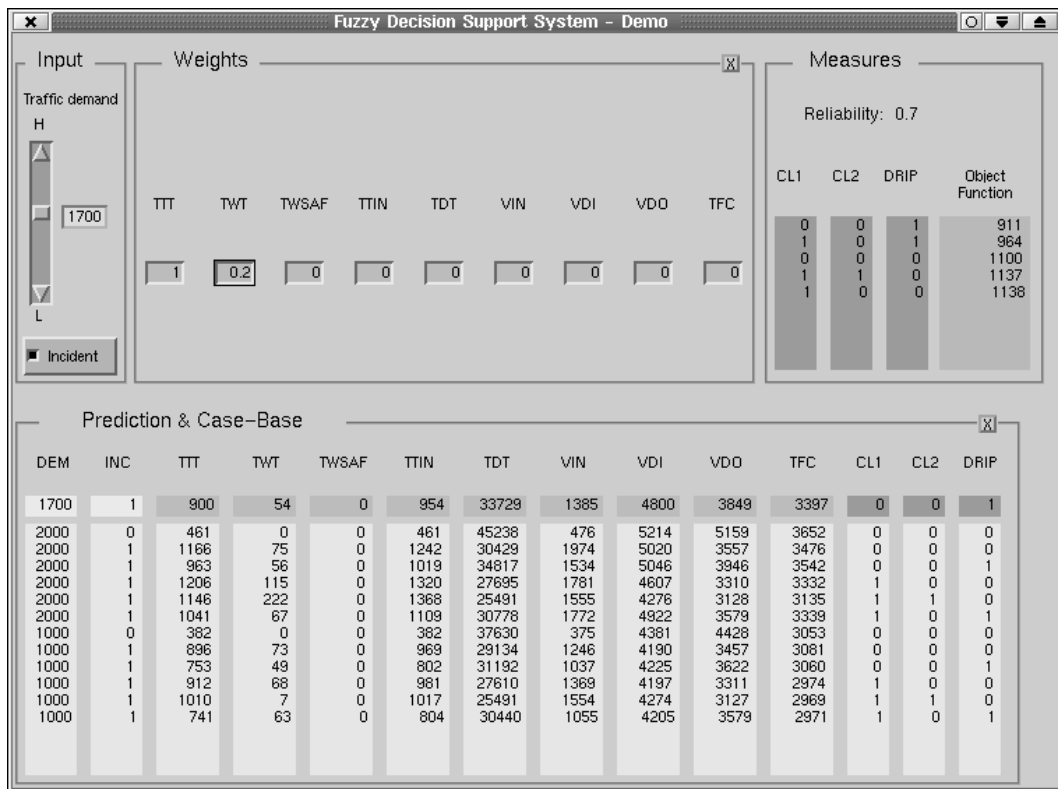 Fuzzy Decision Support System - Demo
Input
Traffic demand
H
1700
L
Incident
Weights
X
TTT TWT TWSAF TTIN TDT VIN VDI VDO TFC
1 0.2 0 0 0 0 0 0 0
Measures
Reliability: 0.7
CL1 CL2 DRIP Object Function
0 0 1 911
1 0 1 964
0 0 0 1100
1 1 0 1137
1 0 0 1138
Prediction & Case-Base
X
DEM INC TTT TWT TWSAF TTIN TDT VIN VDI VDO TFC CL1 CL2 DRIP
1700 1 900 54 0 954 33729 1385 4800 3849 3397 0 0 1
2000 0 461 0 0 461 45238 476 5214 5159 3652 0 0 0
2000 1 1166 75 0 1242 30429 1974 5020 3557 3476 0 0 0
2000 1 963 56 0 1019 34817 1534 5046 3946 3542 0 0 1
2000 1 1206 115 0 1320 27695 1781 4607 3310 3332 1 0 0
2000 1 1146 222 0 1368 25491 1555 4276 3128 3135 1 1 0
2000 1 1041 67 0 1109 30778 1772 4922 3579 3339 1 0 1
1000 0 382 0 0 382 37630 375 4381 4428 3053 0 0 0
1000 1 896 73 0 969 29134 1246 4190 3457 3081 0 0 0
1000 1 753 49 0 802 31192 1037 4225 3622 3060 0 0 1
1000 1 912 68 0 981 27610 1369 4197 3311 2974 1 0 0
1000 1 1010 7 0 1017 25491 1554 4274 3127 2969 1 1 0
1000 1 741 63 0 804 30440 1055 4205 3579 2971 1 0 1